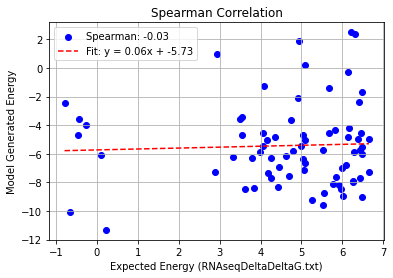 Spearman Correlation
Spearman: -0.03
Fit: y = 0.06x + -5.73
Model Generated Energy
2
0
−2
−4
−6
−8
−10
−12
−1 0 1 2 3 4 5 6 7
Expected Energy (RNAseqDeltaDeltaG.txt)